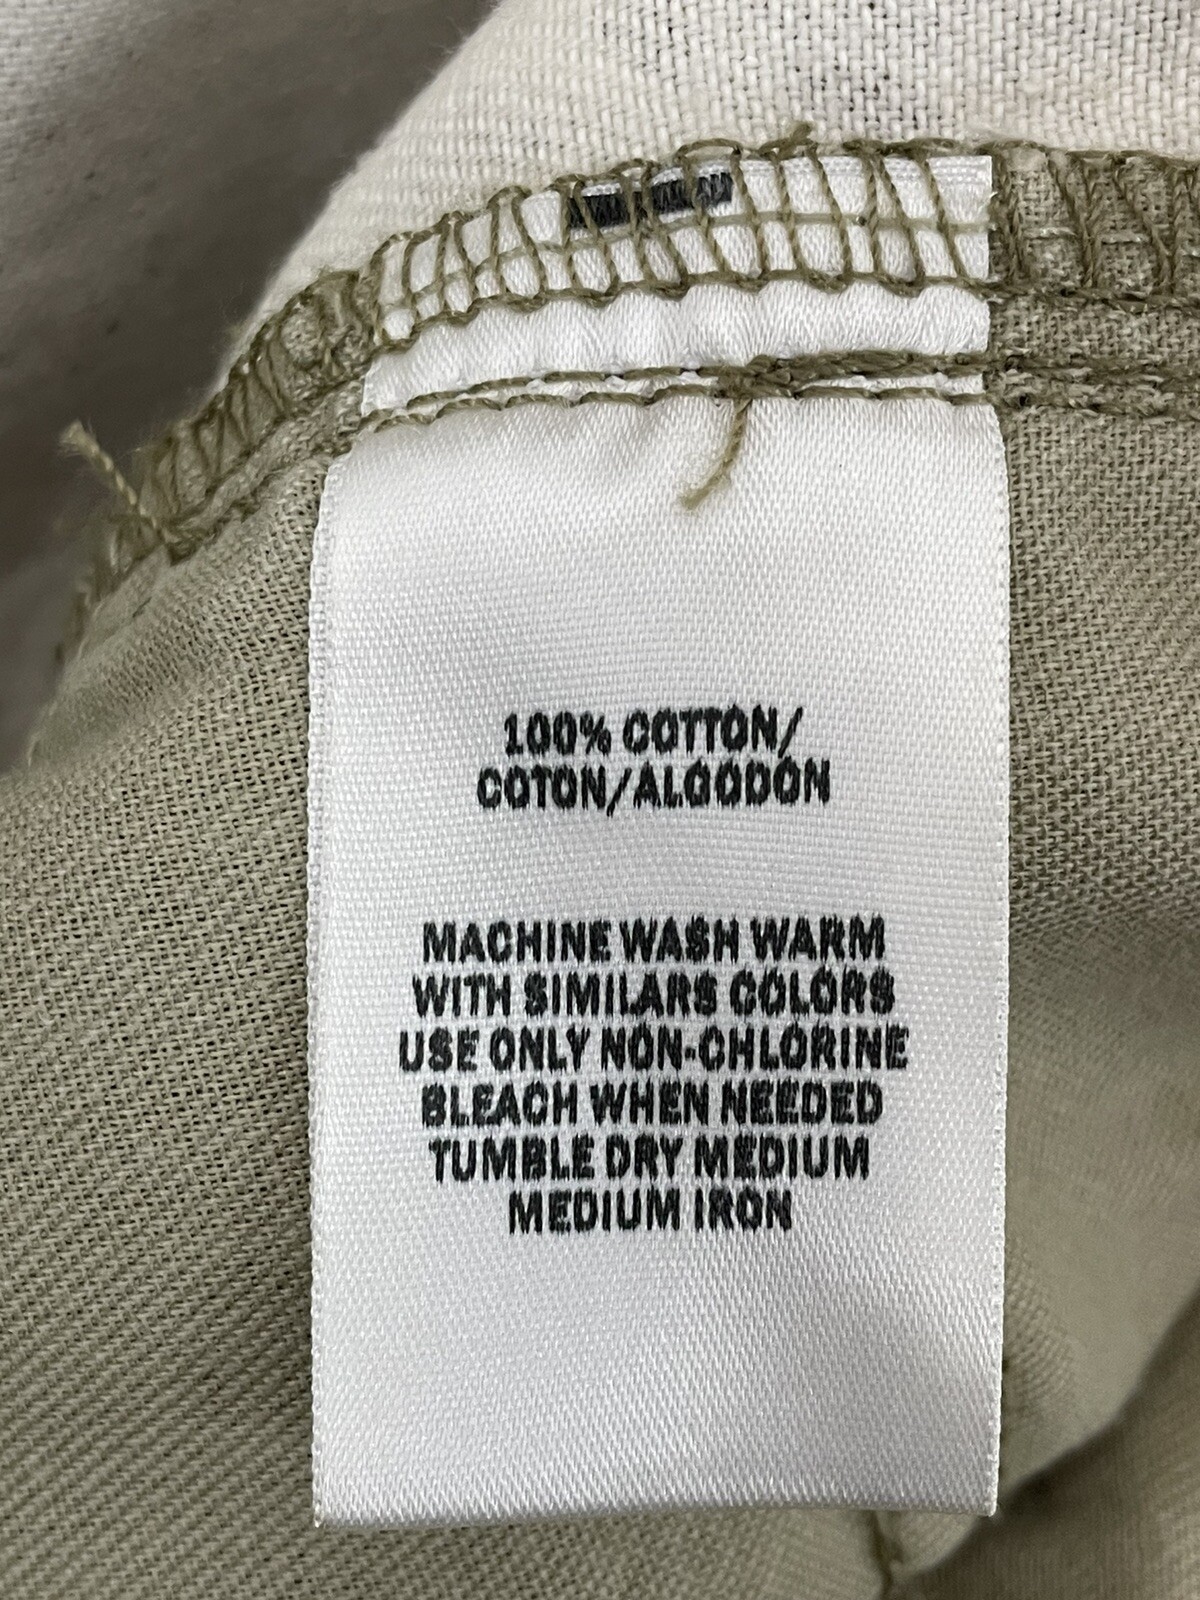 100% COTTON/
COTON/ALGODON
MACHINE WASH WARM
WITH SIMILARS COLORS
USE ONLY NON-CHLORINE
BLEACH WHEN NEEDED
TUMBLE DRY MEDIUM
MEDIUM IRON